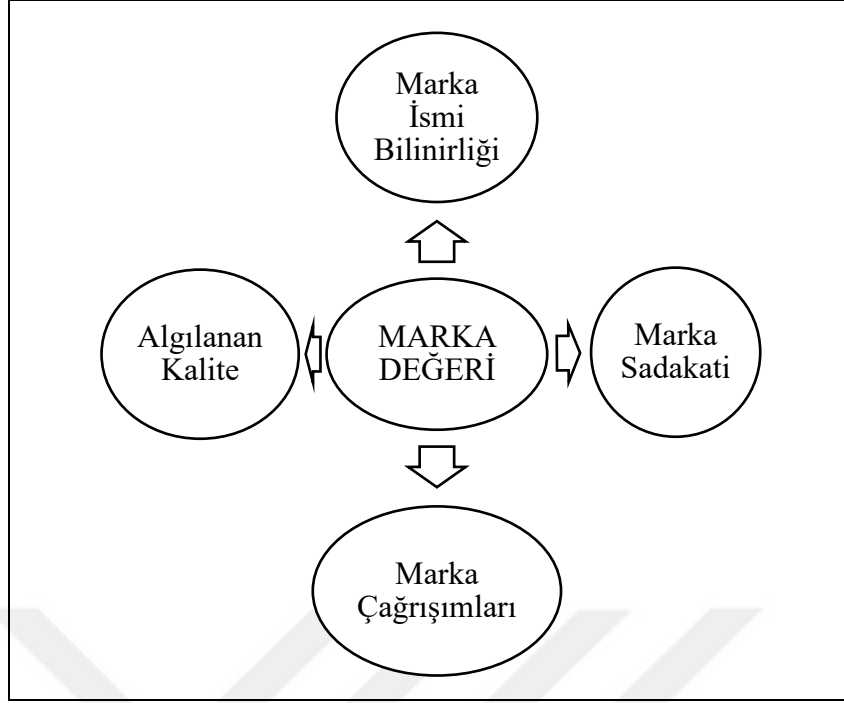 Marka
İsmi
Bilinirliği
Algılanan
Kalite
MARKA
DEĞERİ
Marka
Sadakati
Marka
Çağrışımları